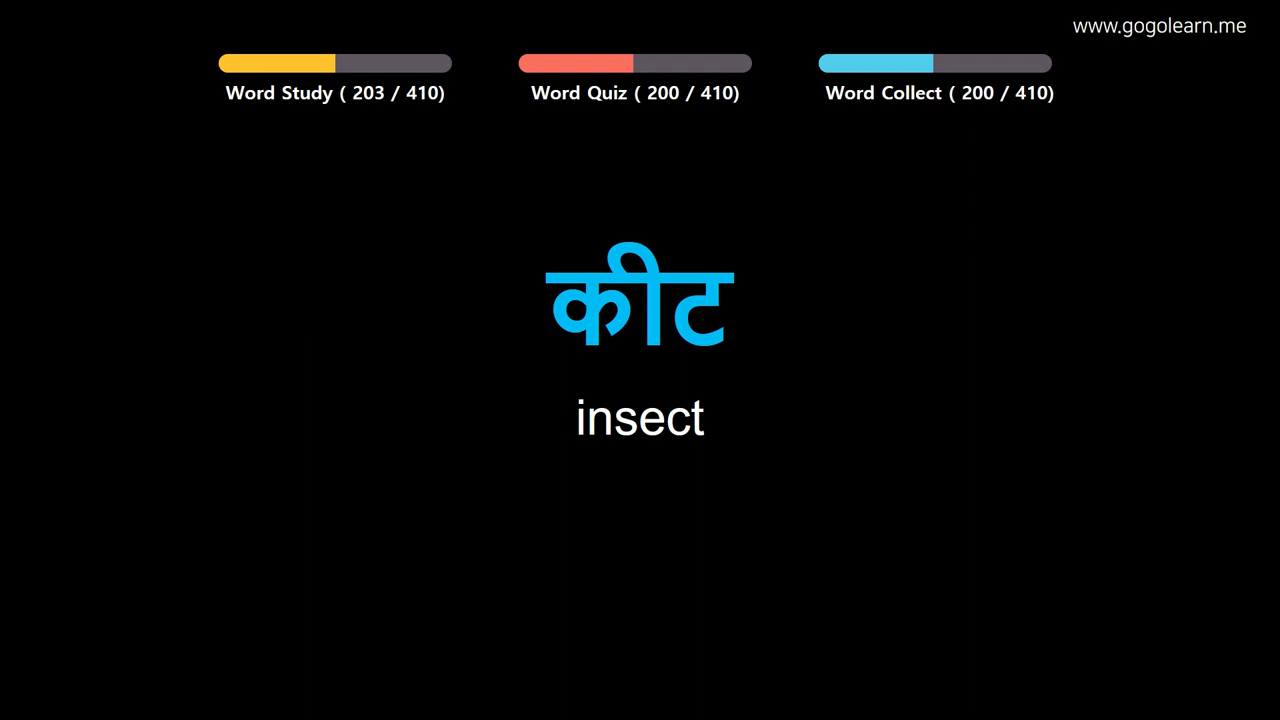 www.gogolearn.me
Word Study ( 203 / 410)
Word Quiz ( 200 / 410)
Word Collect ( 200 / 410)
कीट
insect